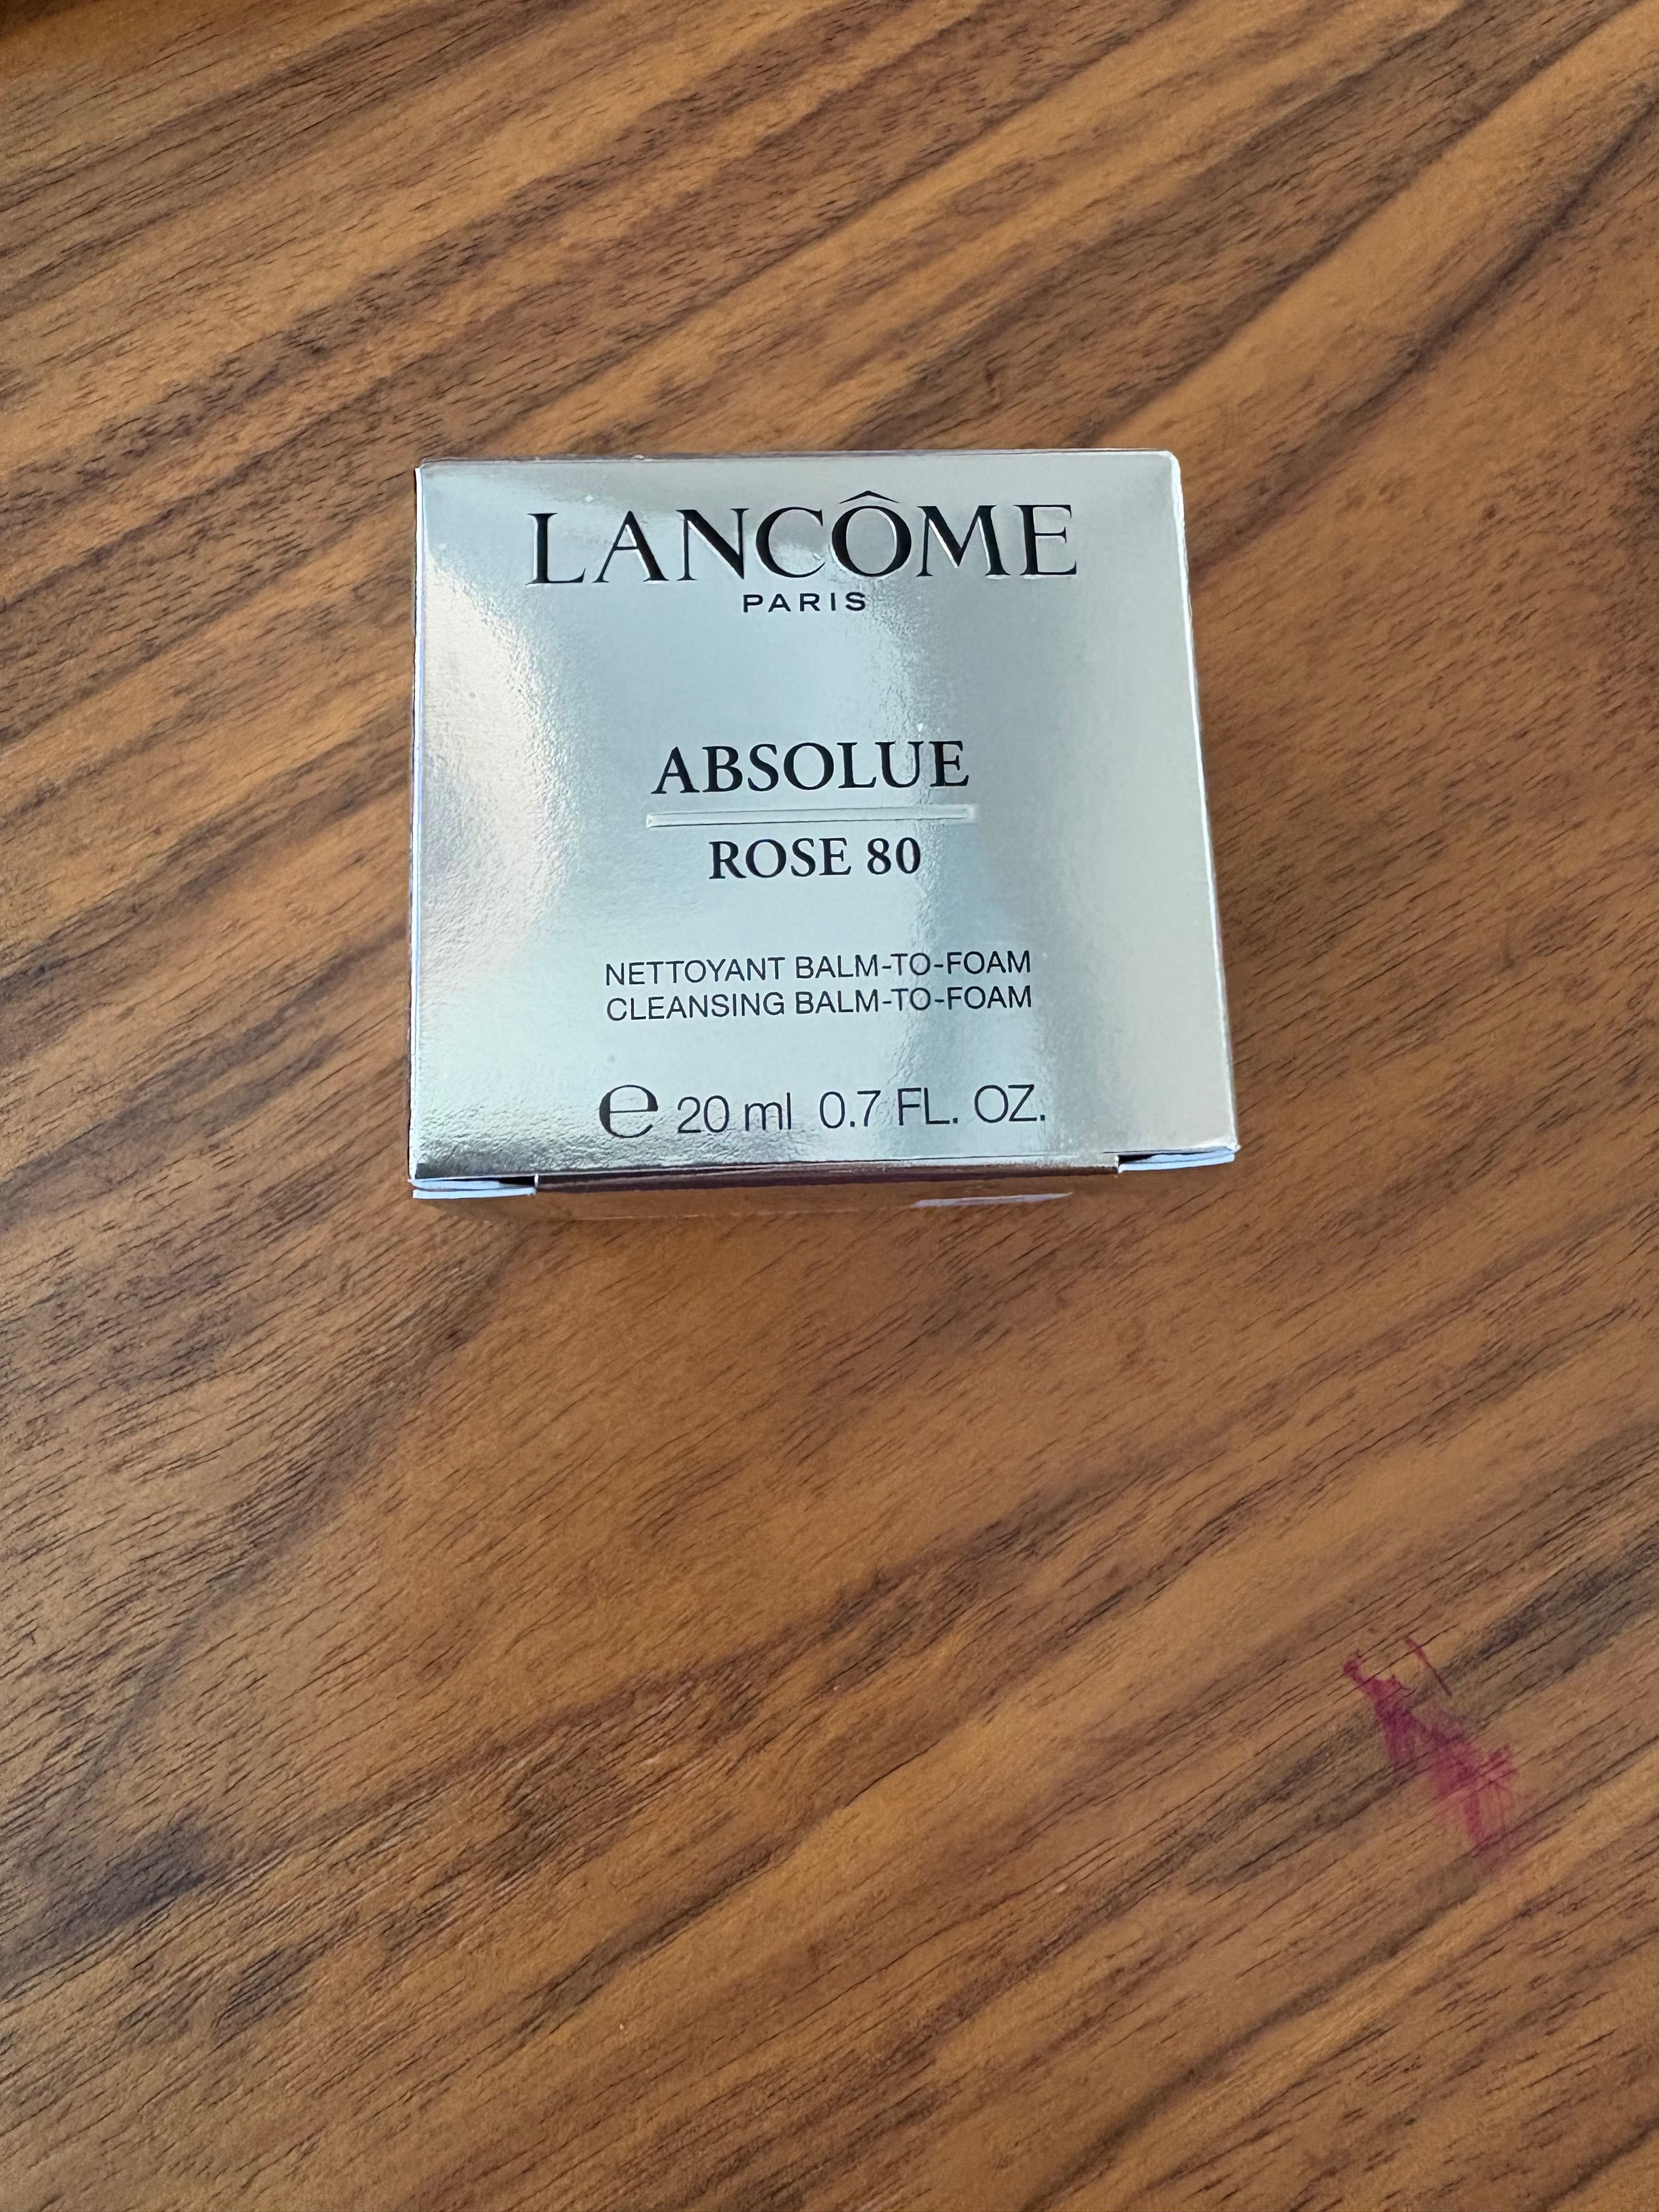 LANCÔME
PARIS
ABSOLUE
ROSE 80
NETTOYANT BALM-TO-FOAM
CLEANSING BALM-TO-FOAM
℮ 20 ml 0.7 FL. OZ.